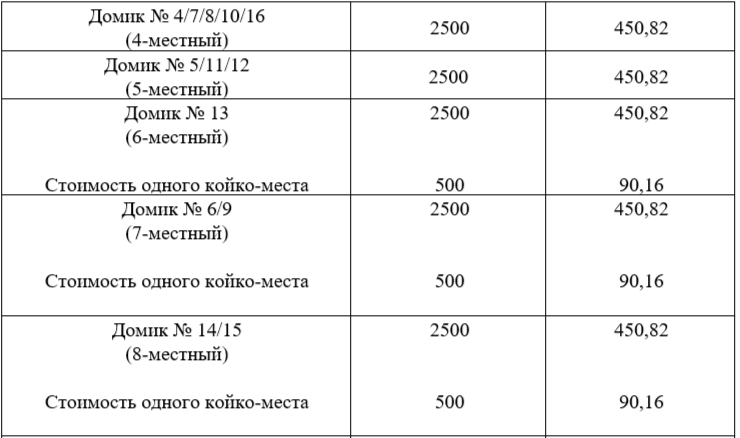 Домик № 4/7/8/10/16
(4-местный)
2500
450,82
Домик № 5/11/12
(5-местный)
2500
450,82
Домик № 13
(6-местный)
2500
450,82
Стоимость одного койко-места
500
90,16
Домик № 6/9
(7-местный)
2500
450,82
Стоимость одного койко-места
500
90,16
Домик № 14/15
(8-местный)
2500
450,82
Стоимость одного койко-места
500
90,16